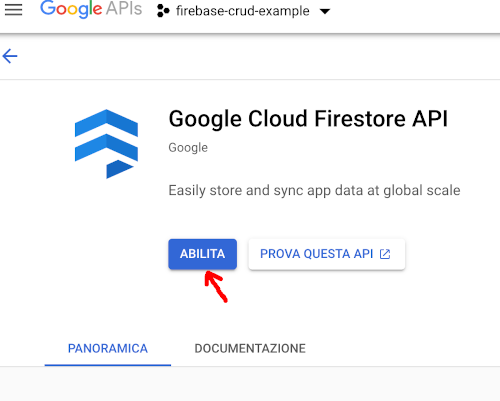 Google APIs firebase-crud-example
Google Cloud Firestore API
Google
Easily store and sync app data at global scale
ABILITA PROVA QUESTA API
PANORAMICA DOCUMENTAZIONE